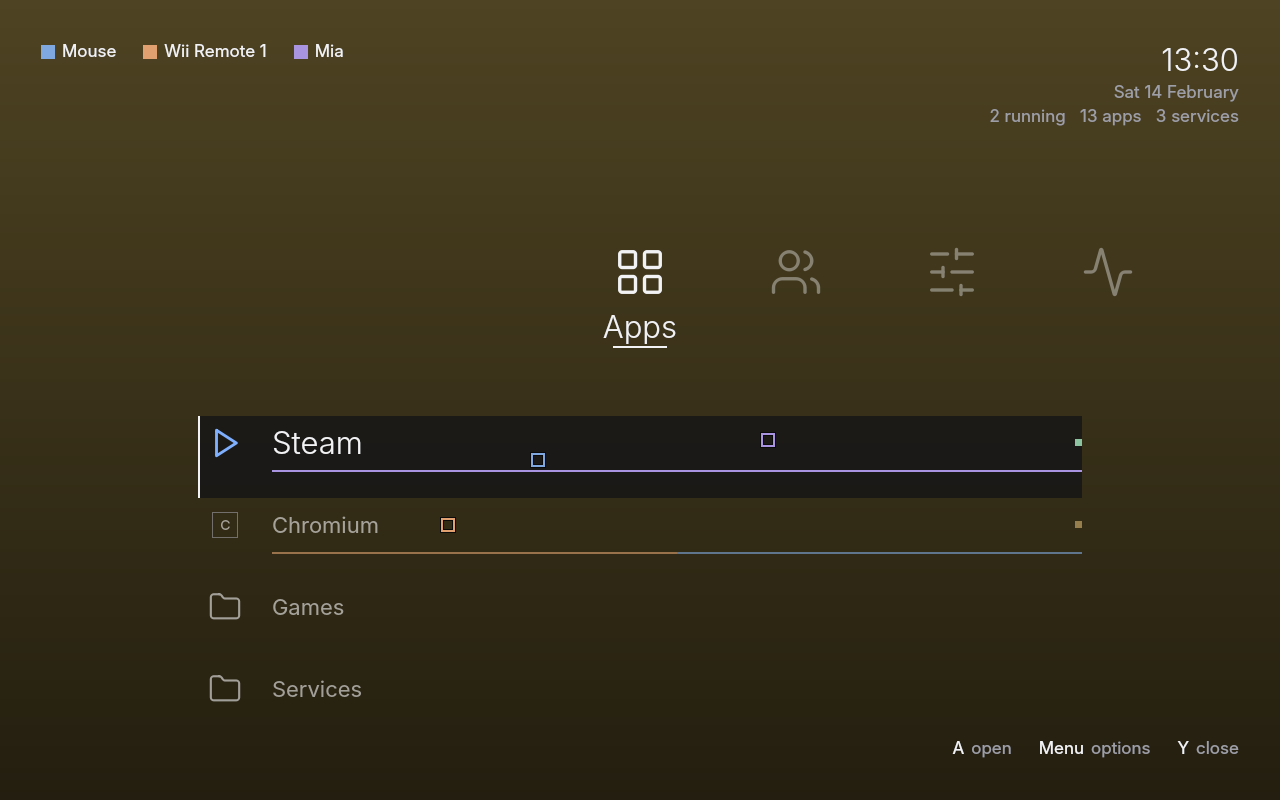 Mouse Wii Remote 1 Mia
13:30
Sat 14 February
2 running 13 apps 3 services
Apps
Steam
C Chromium
Games
Services
A open Menu options Y close